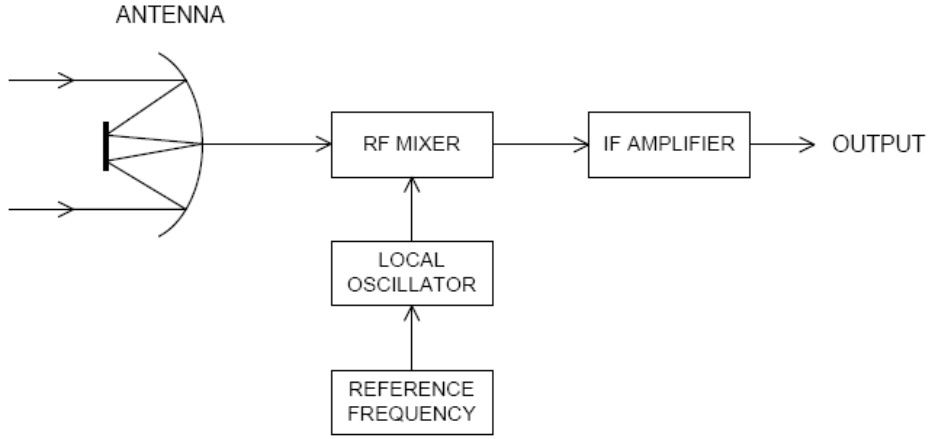 ANTENNA
RF MIXER
IF AMPLIFIER
OUTPUT
LOCAL
OSCILLATOR
REFERENCE
FREQUENCY